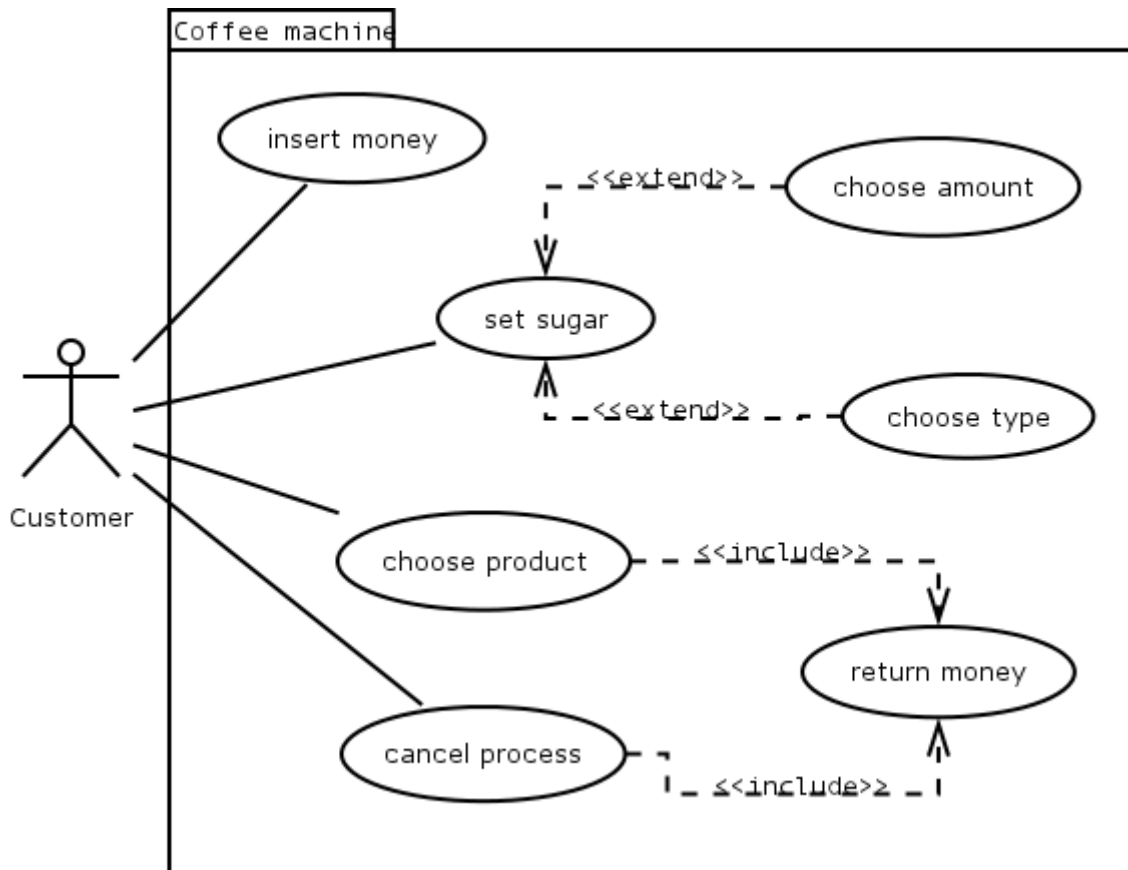 Coffee machine
insert money
<<extend>>
choose amount
set sugar
<<extend>>
choose type
Customer
choose product
<<include>>
return money
cancel process
<<include>>